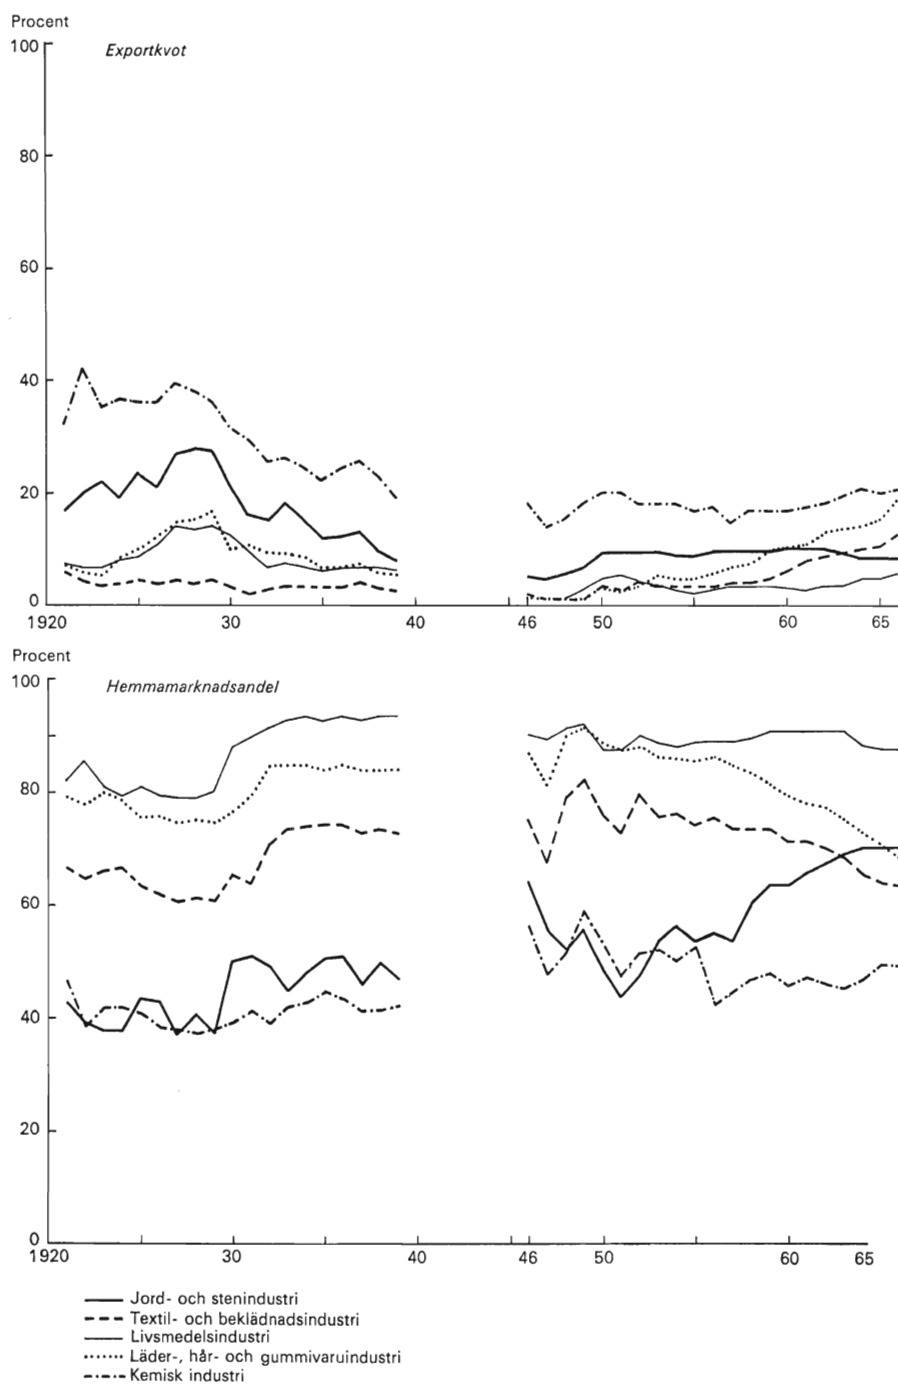 Procent
100
Exportkvot
80
60
40
20
0
1920 30 40 46 50 60 65
Procent
100
Hemmamarknadsandel
80
60
40
20
0
1920 30 40 46 50 60 65
Jord- och stenindustri
Textil- och beklädnadsindustri
Livsmedelsindustri
Läder-, hår- och gummivaruindustri
Kemisk industri